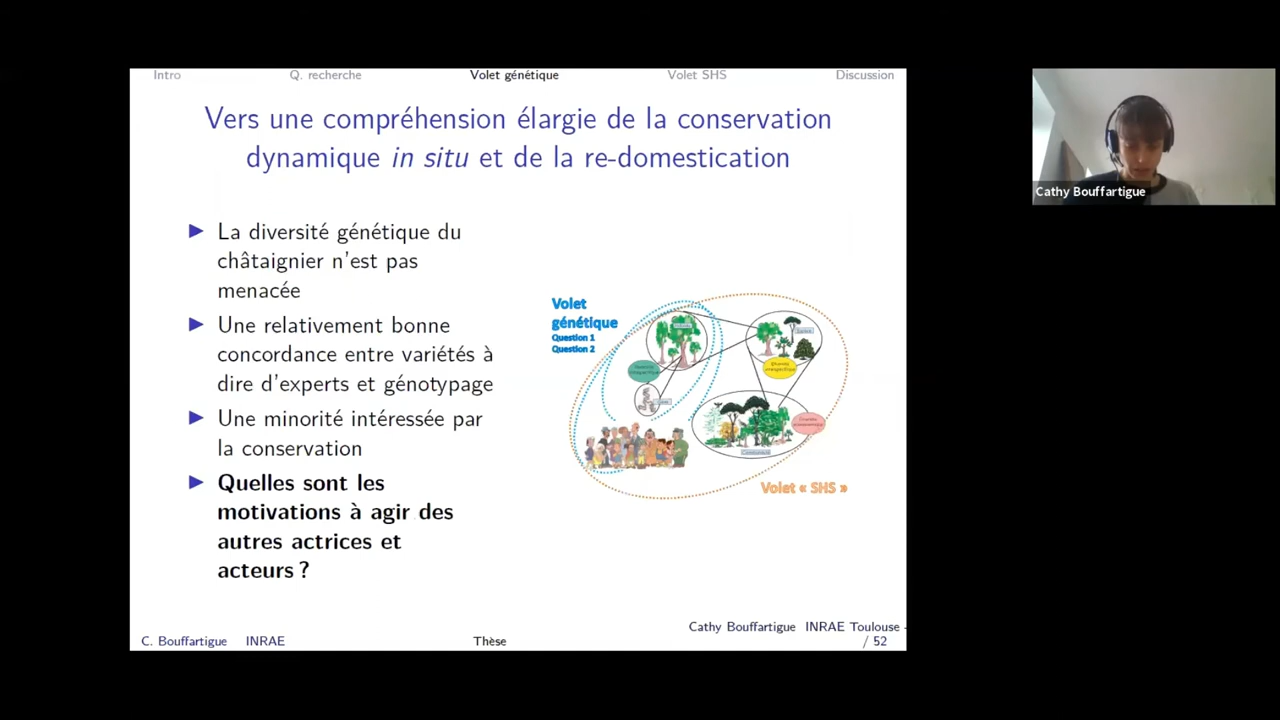 Intro
Q. recherche
Volet génétique
Volet SHS
Discussion
Vers une compréhension élargie de la conservation
dynamique in situ et de la re-domestication
▶ La diversité génétique du
châtaignier n'est pas
menacée
▶ Une relativement bonne
concordance entre variétés à
dire d'experts et génotypage
▶ Une minorité intéressée par
la conservation
▶ Quelles sont les
motivations à agir des
autres actrices et
acteurs ?
Volet
génétique
Question 1
Question 2
Volet « SHS »
Cathy Bouffartigue INRAE Toulouse -
C. Bouffartigue INRAE
Thèse
/ 52
Cathy Bouffartigue